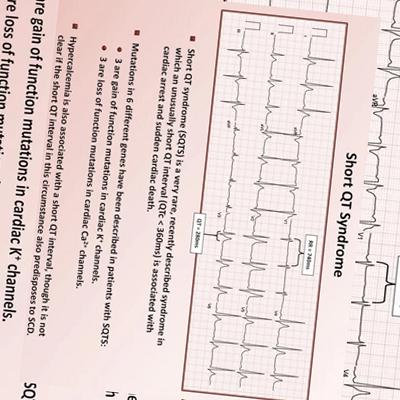 Short QT Syndrome
aVR
V1
V4
RR = 740ms
QT = 280ms
Short QT syndrome (SQTS) is a very rare, recently described syndrome in
which an unusually short QT interval (QTc < 360ms) is associated with
cardiac arrest and sudden cardiac death.
Mutations in 6 different genes have been described in patients with SQTS:
3 are gain of function mutations in cardiac K⁺ channels.
3 are loss of function mutations in cardiac Ca²⁺ channels.
Hypercalcemia is also associated with a short QT interval, though it is not
clear if the short QT interval in this circumstance also predisposes to SCD.
re gain of function mutations in cardiac K⁺ channels.
re loss of function
SQ